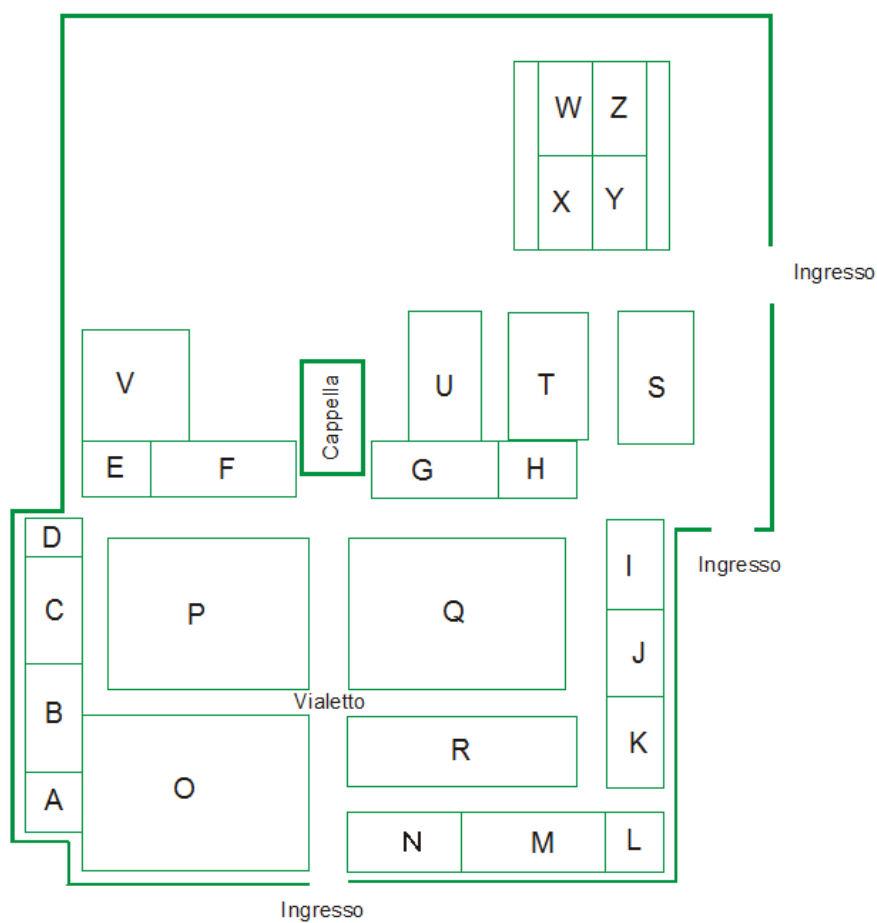 W Z
X Y
Ingresso
V
Cappella
U T S
E F G H
D
Ingresso
I
C P Q
J
Vialetto
B
R K
O
A
N M L
Ingresso